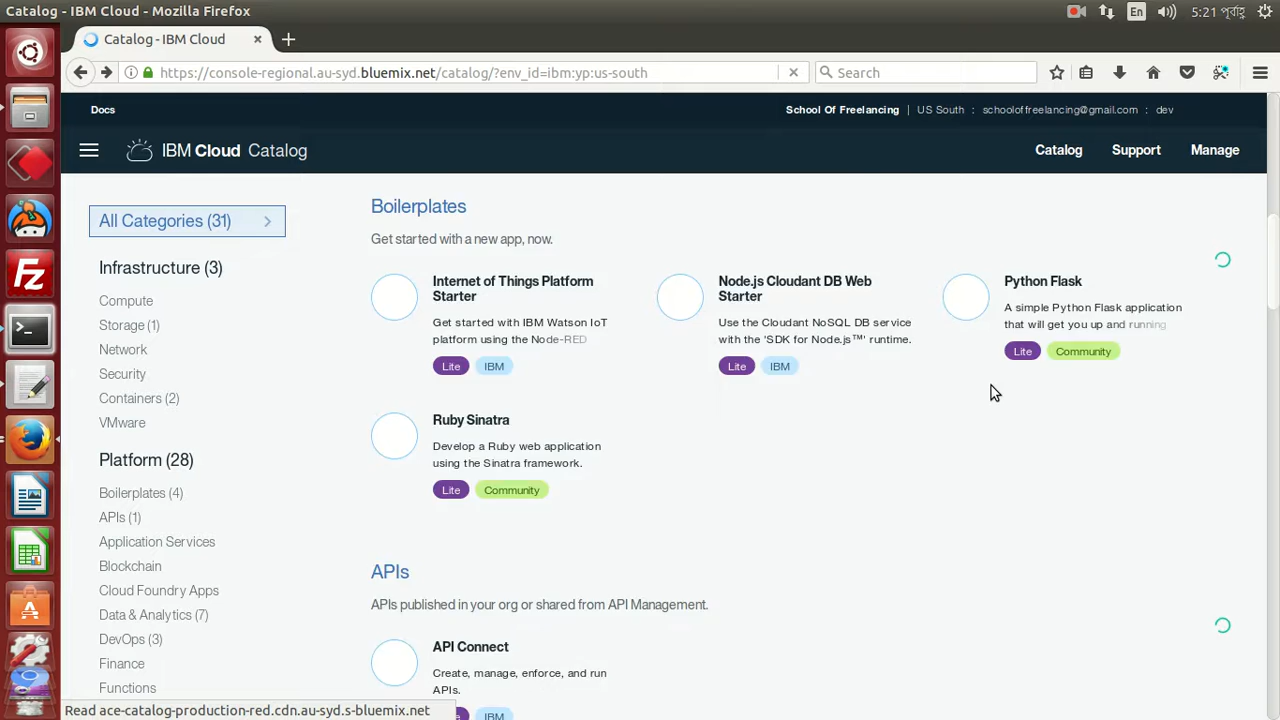 Catalog - IBM Cloud - Mozilla Firefox
En
5:21 পূর্বাহ্ণ
Catalog - IBM Cloud
https://console-regional.au-syd.bluemix.net/catalog/?env_id=ibm:yp:us-south
Search
Docs
School Of Freelancing | US South : schooloffreelancing@gmail.com : dev
IBM Cloud Catalog
Catalog
Support
Manage
All Categories (31)
Infrastructure (3)
Compute
Storage (1)
Network
Security
Containers (2)
VMware
Platform (28)
Boilerplates (4)
APIs (1)
Application Services
Blockchain
Cloud Foundry Apps
Data & Analytics (7)
DevOps (3)
Finance
Functions
Boilerplates
Get started with a new app, now.
Internet of Things Platform
Starter
Get started with IBM Watson IoT
platform using the Node-RED
Lite
IBM
Node.js Cloudant DB Web
Starter
Use the Cloudant NoSQL DB service
with the 'SDK for Node.js™' runtime.
Lite
IBM
Python Flask
A simple Python Flask application
that will get you up and running
Lite
Community
Ruby Sinatra
Develop a Ruby web application
using the Sinatra framework.
Lite
Community
APIs
APIs published in your org or shared from API Management.
API Connect
Create, manage, enforce, and run
APIs.
IBM
Read ace-catalog-production-red.cdn.au-syd.s-bluemix.net